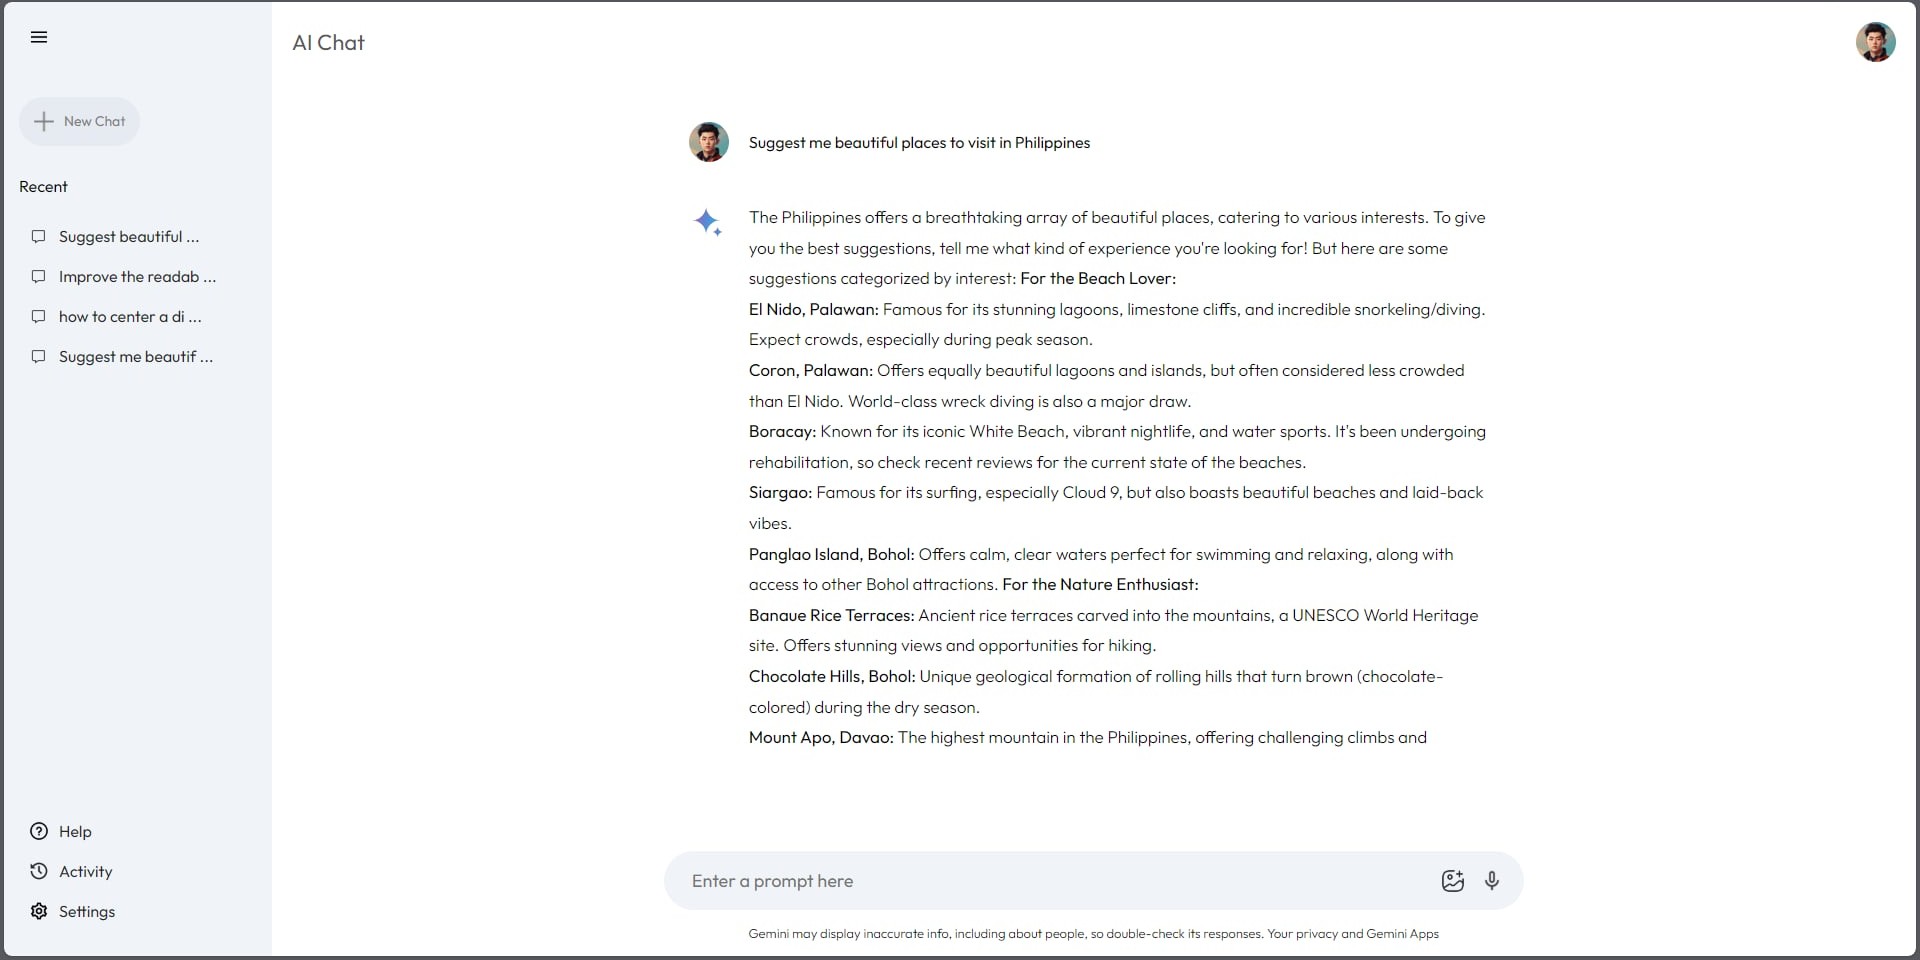 AI Chat
New Chat
Recent
Suggest beautiful ...
Improve the readab ...
how to center a di ...
Suggest me beautif ...
Help
Activity
Settings
Suggest me beautiful places to visit in Philippines
The Philippines offers a breathtaking array of beautiful places, catering to various interests. To give
you the best suggestions, tell me what kind of experience you're looking for! But here are some
suggestions categorized by interest: For the Beach Lover:
El Nido, Palawan: Famous for its stunning lagoons, limestone cliffs, and incredible snorkeling/diving.
Expect crowds, especially during peak season.
Coron, Palawan: Offers equally beautiful lagoons and islands, but often considered less crowded
than El Nido. World-class wreck diving is also a major draw.
Boracay: Known for its iconic White Beach, vibrant nightlife, and water sports. It's been undergoing
rehabilitation, so check recent reviews for the current state of the beaches.
Siargao: Famous for its surfing, especially Cloud 9, but also boasts beautiful beaches and laid-back
vibes.
Panglao Island, Bohol: Offers calm, clear waters perfect for swimming and relaxing, along with
access to other Bohol attractions. For the Nature Enthusiast:
Banaue Rice Terraces: Ancient rice terraces carved into the mountains, a UNESCO World Heritage
site. Offers stunning views and opportunities for hiking.
Chocolate Hills, Bohol: Unique geological formation of rolling hills that turn brown (chocolate-
colored) during the dry season.
Mount Apo, Davao: The highest mountain in the Philippines, offering challenging climbs and
Enter a prompt here
Gemini may display inaccurate info, including about people, so double-check its responses. Your privacy and Gemini Apps